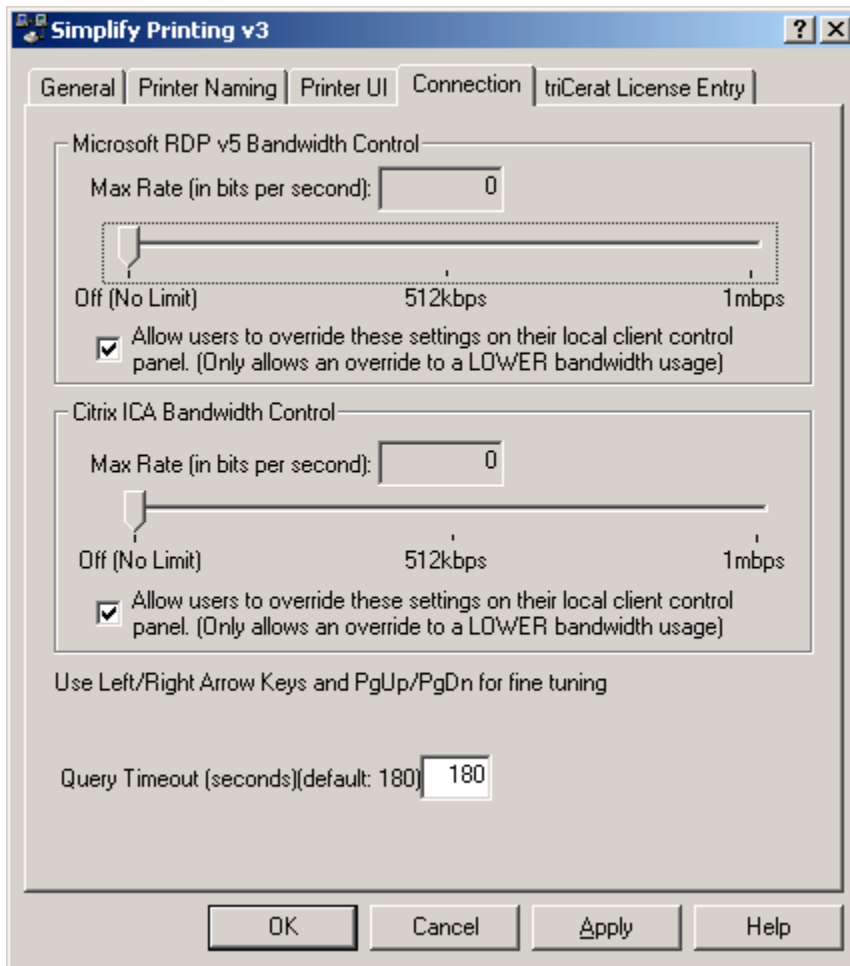 Simplify Printing v3
General Printer Naming Printer UI Connection triCerat License Entry
Microsoft RDP v5 Bandwidth Control
Max Rate (in bits per second): 0
Off (No Limit) 512kbps 1mbps
Allow users to override these settings on their local client control
panel. (Only allows an override to a LOWER bandwidth usage)
Citrix ICA Bandwidth Control
Max Rate (in bits per second): 0
Off (No Limit) 512kbps 1mbps
Allow users to override these settings on their local client control
panel. (Only allows an override to a LOWER bandwidth usage)
Use Left/Right Arrow Keys and PgUp/PgDn for fine tuning
Query Timeout (seconds)(default: 180) 180
OK Cancel Apply Help